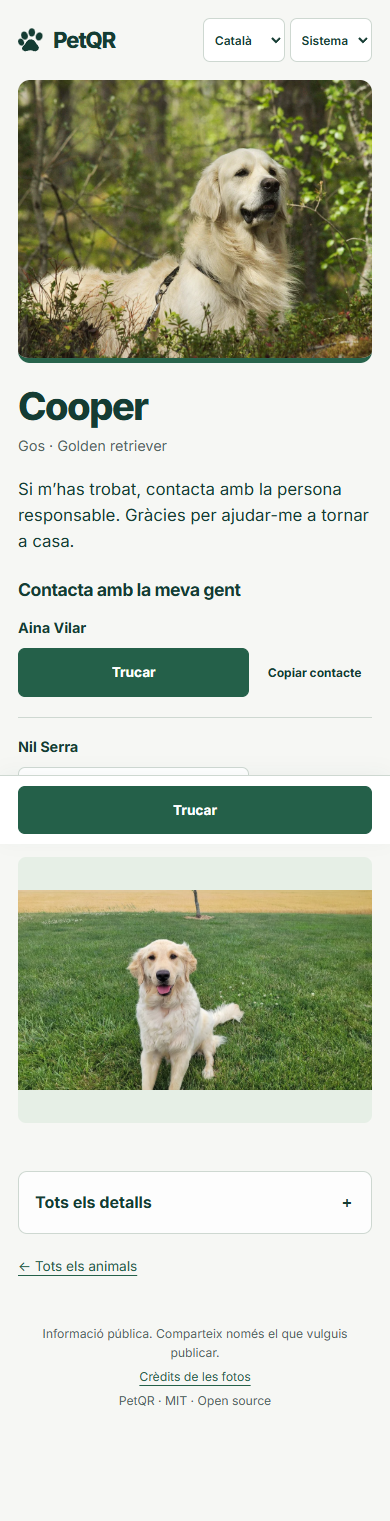 PetQR
Català
Sistema
Cooper
Gos · Golden retriever
Si m’has trobat, contacta amb la persona
responsable. Gràcies per ajudar-me a tornar
a casa.
Contacta amb la meva gent
Aina Vilar
Trucar
Copiar contacte
Nil Serra
Trucar
Tots els detalls
+
← Tots els animals
Informació pública. Comparteix només el que vulguis
publicar.
Crèdits de les fotos
PetQR · MIT · Open source